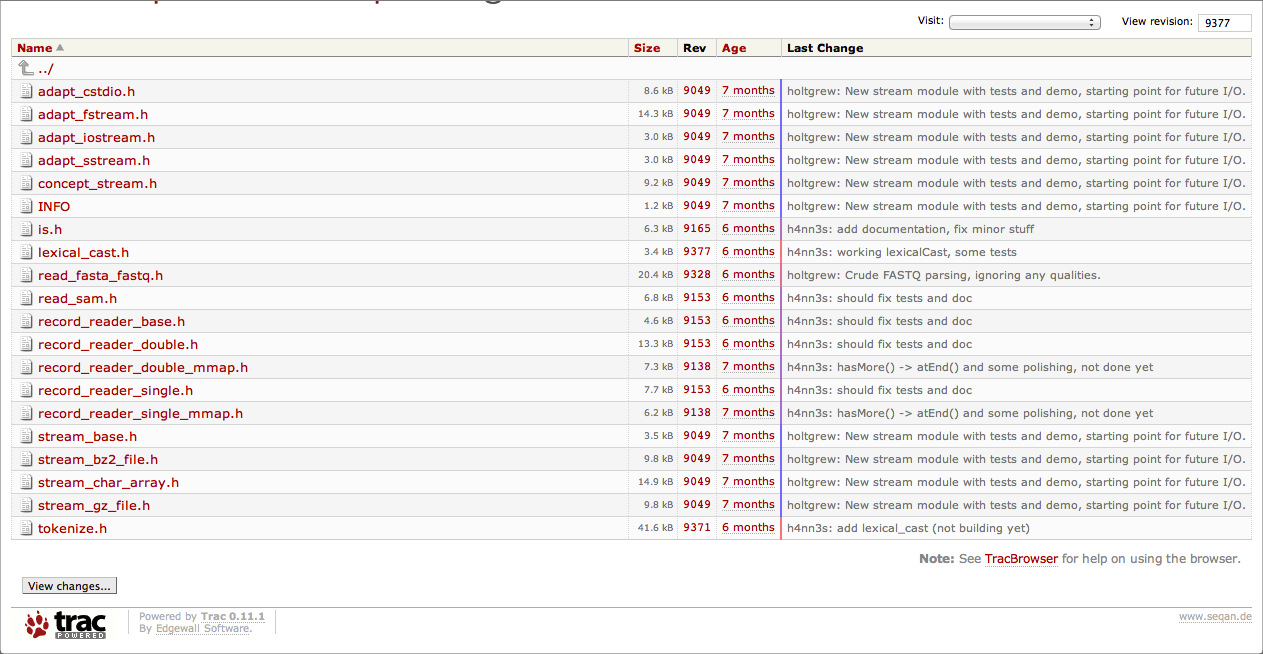 Visit: View revision: 9377
Name Size Rev Age Last Change
../
adapt_cstdio.h 8.6 kB 9049 7 months holtgrew: New stream module with tests and demo, starting point for future I/O.
adapt_fstream.h 14.3 kB 9049 7 months holtgrew: New stream module with tests and demo, starting point for future I/O.
adapt_iostream.h 3.0 kB 9049 7 months holtgrew: New stream module with tests and demo, starting point for future I/O.
adapt_sstream.h 3.0 kB 9049 7 months holtgrew: New stream module with tests and demo, starting point for future I/O.
concept_stream.h 9.2 kB 9049 7 months holtgrew: New stream module with tests and demo, starting point for future I/O.
INFO 1.2 kB 9049 7 months holtgrew: New stream module with tests and demo, starting point for future I/O.
is.h 6.3 kB 9165 6 months h4nn3s: add documentation, fix minor stuff
lexical_cast.h 3.4 kB 9377 6 months h4nn3s: working lexicalCast, some tests
read_fasta_fastq.h 20.4 kB 9328 6 months holtgrew: Crude FASTQ parsing, ignoring any qualities.
read_sam.h 6.8 kB 9153 6 months h4nn3s: should fix tests and doc
record_reader_base.h 4.6 kB 9153 6 months h4nn3s: should fix tests and doc
record_reader_double.h 13.3 kB 9153 6 months h4nn3s: should fix tests and doc
record_reader_double_mmap.h 7.3 kB 9138 7 months h4nn3s: hasMore() -> atEnd() and some polishing, not done yet
record_reader_single.h 7.7 kB 9153 6 months h4nn3s: should fix tests and doc
record_reader_single_mmap.h 6.2 kB 9138 7 months h4nn3s: hasMore() -> atEnd() and some polishing, not done yet
stream_base.h 3.5 kB 9049 7 months holtgrew: New stream module with tests and demo, starting point for future I/O.
stream_bz2_file.h 9.8 kB 9049 7 months holtgrew: New stream module with tests and demo, starting point for future I/O.
stream_char_array.h 14.9 kB 9049 7 months holtgrew: New stream module with tests and demo, starting point for future I/O.
stream_gz_file.h 9.8 kB 9049 7 months holtgrew: New stream module with tests and demo, starting point for future I/O.
tokenize.h 41.6 kB 9371 6 months h4nn3s: add lexical_cast (not building yet)
Note: See TracBrowser for help on using the browser.
View changes...
trac POWERED
Powered by Trac 0.11.1
By Edgewall Software.
www.seqan.de